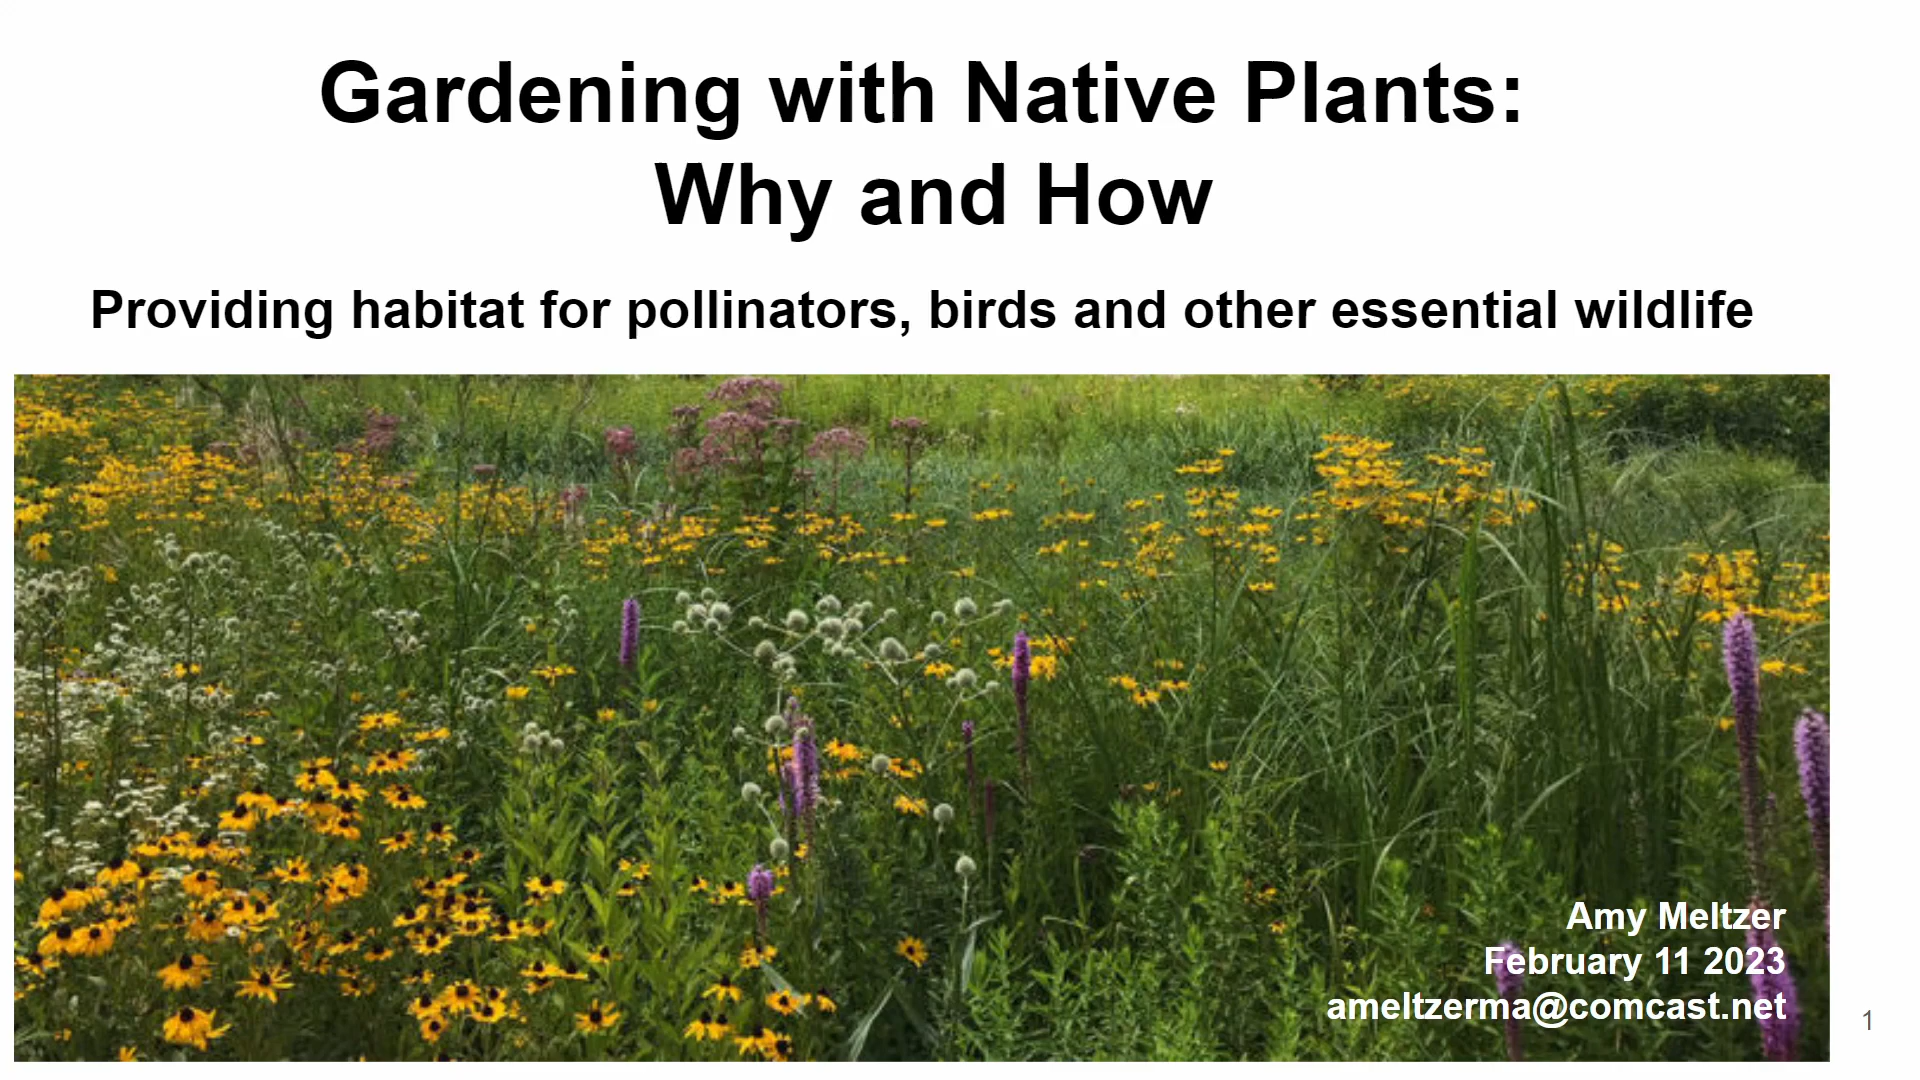 Gardening with Native Plants:
Why and How
Providing habitat for pollinators, birds and other essential wildlife
Amy Meltzer
February 11 2023
ameltzerma@comcast.net
1